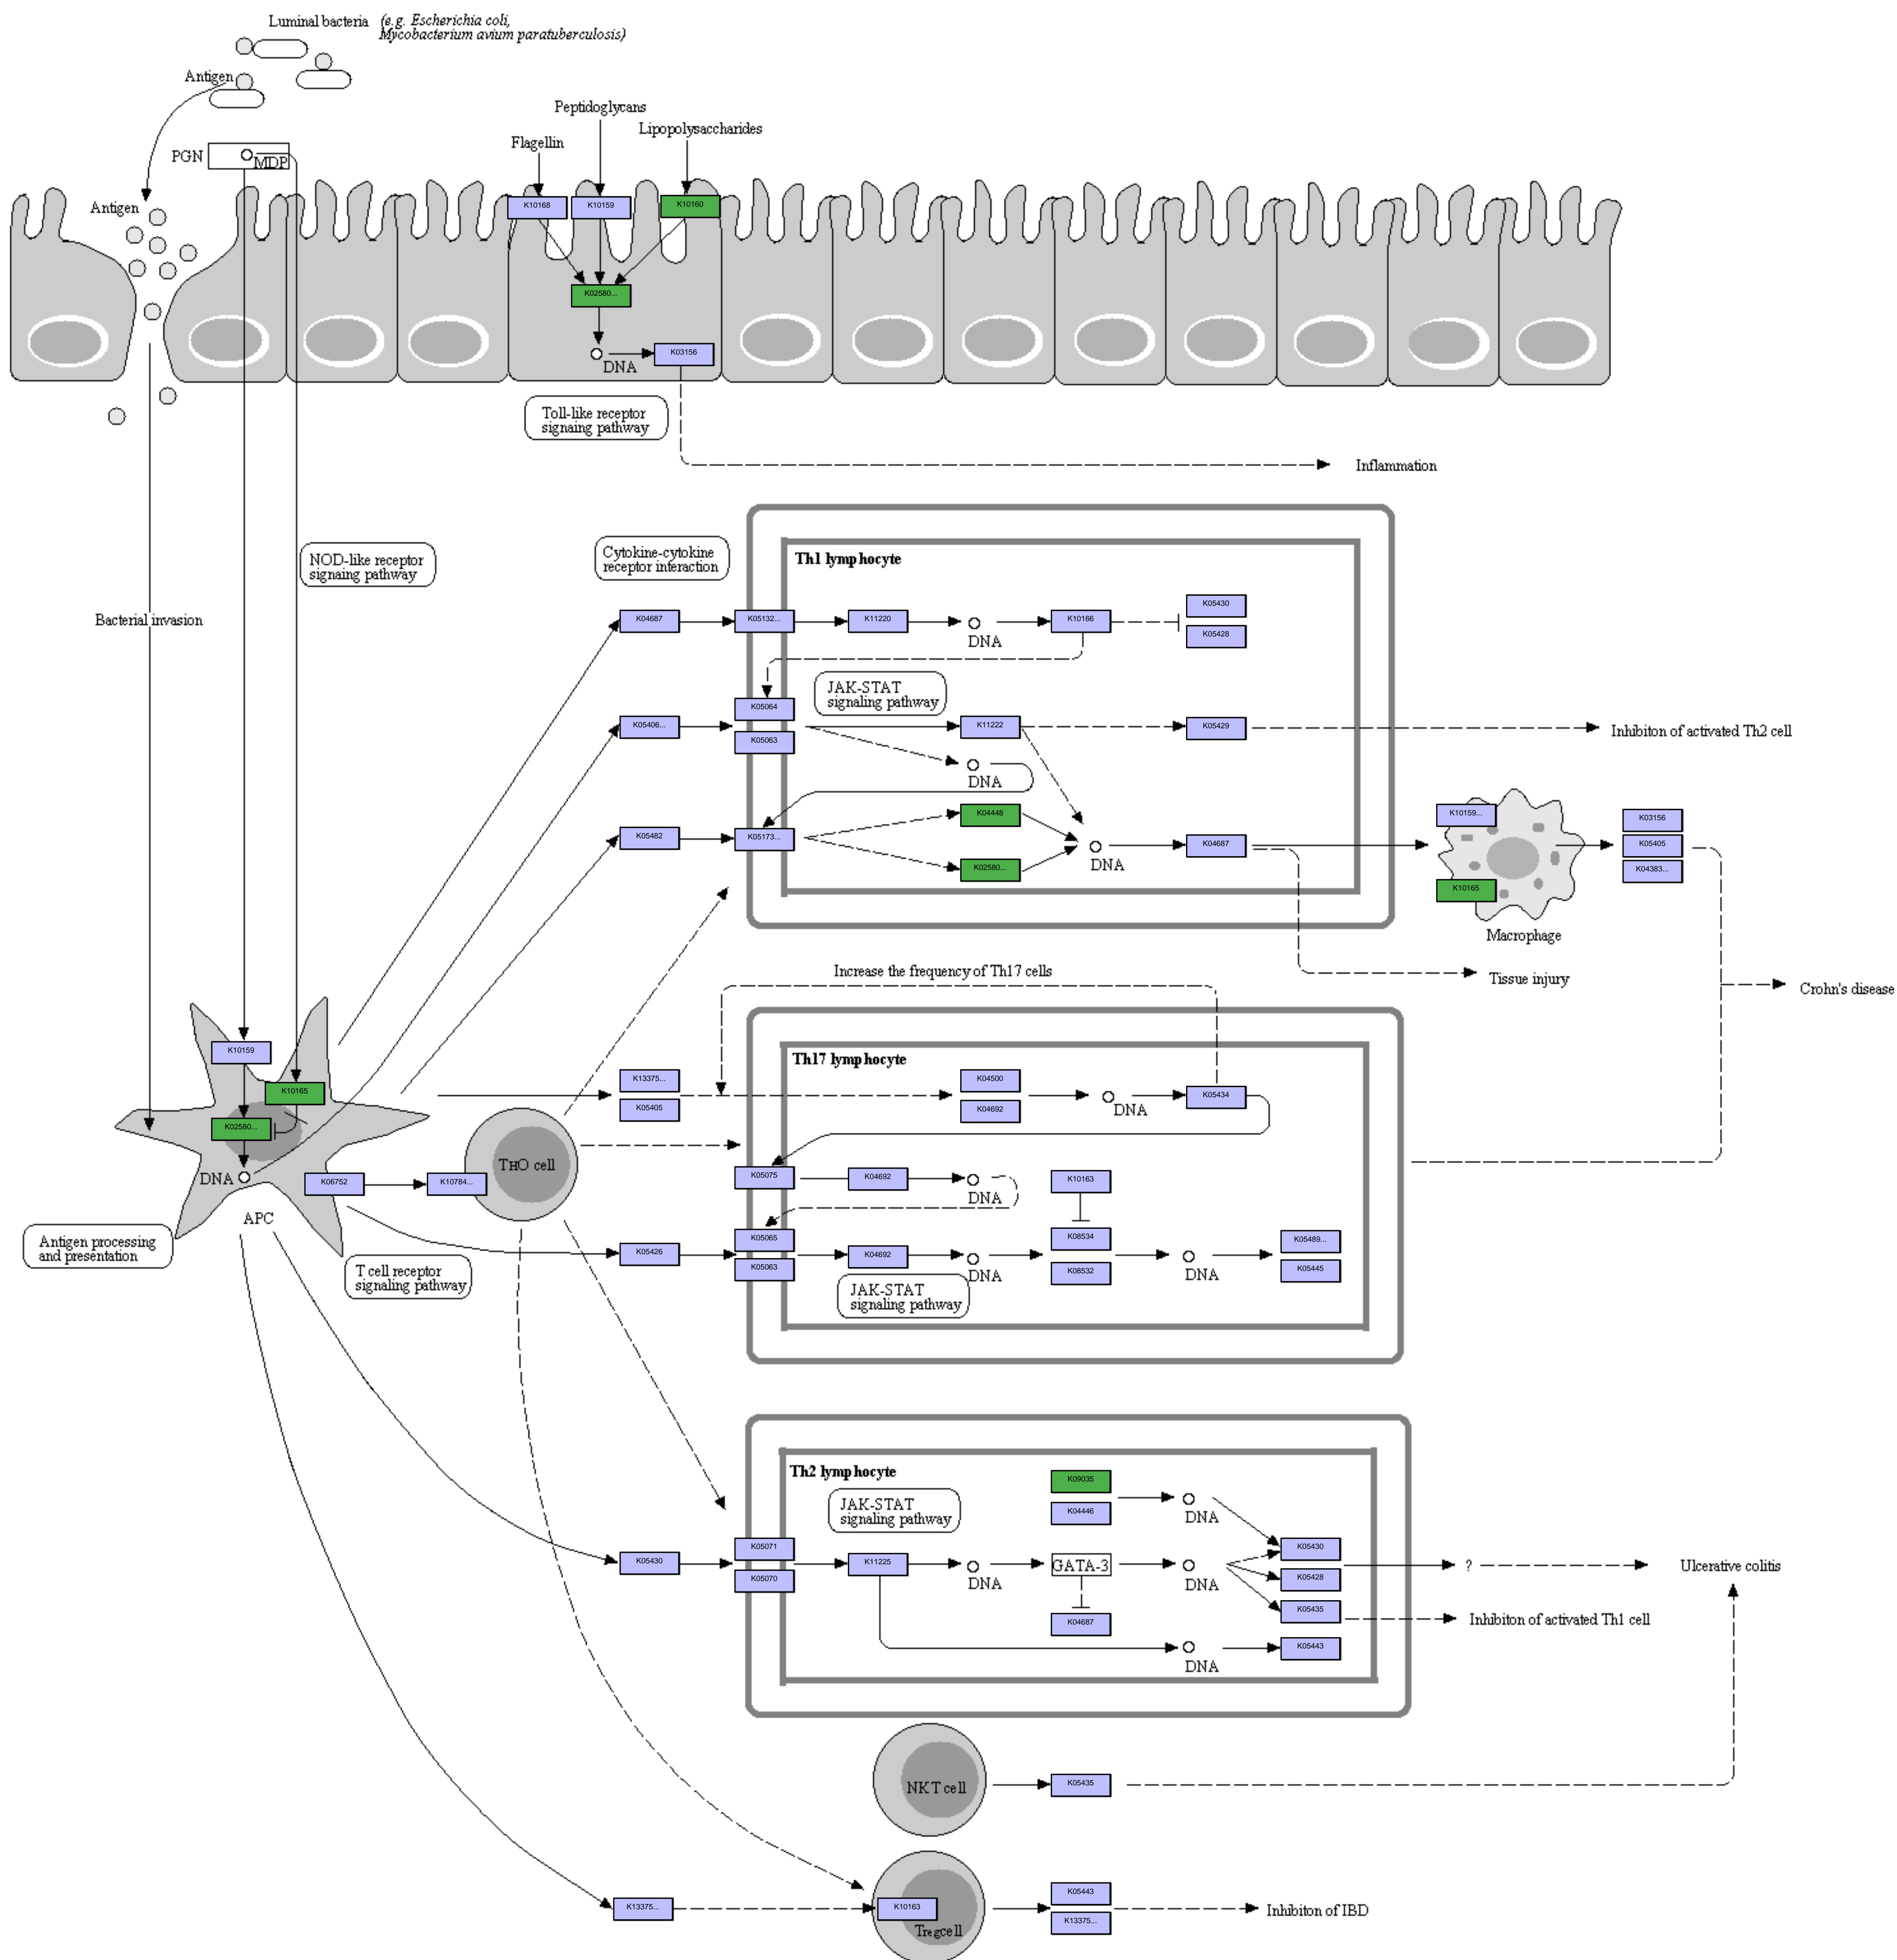 Luminal bacteria (e.g. Escherichia coli,
Mycobacterium avium paratuberculosis)
Antigen
Peptidoglycans
Lipopolysaccharides
Flagellin
PGN
MDP
Antigen
K10168
K10159
K10160
K02580...
DNA
K03156
Toll-like receptor
signaing pathway
Inflammation
NOD-like receptor
signaing pathway
Cytokine-cytokine
receptor interaction
Th1 lymphocyte
Bacterial invasion
K04687
K05132...
K11220
DNA
K10166
K05430
K05428
JAK-STAT
signaling pathway
K05064
K05406...
K05063
K11222
K05429
Inhibiton of activated Th2 cell
DNA
K04448
K05482
K05173...
K02580...
DNA
K04687
K10159...
K10165
Macrophage
K03156
K05405
K04383...
Tissue injury
Crohn's disease
Increase the frequency of Th17 cells
Th17 lymphocyte
K10159
K10165
K02580...
DNA
APC
K06752
K10784...
TH0 cell
K13375...
K05405
K04500
K04692
DNA
K05434
K05075
K04692
DNA
K10163
K05426
K05065
K05063
K04692
DNA
K08534
K08532
DNA
K05489...
K05445
JAK-STAT
signaling pathway
Antigen processing
and presentation
T cell receptor
signaling pathway
Th2 lymphocyte
JAK-STAT
signaling pathway
K09035
K04446
DNA
K05430
K05071
K05070
K11225
DNA
GATA-3
DNA
K04687
K05430
K05428
K05435
K05443
DNA
?
Ulcerative colitis
Inhibiton of activated Th1 cell
NKT cell
K05435
K13375...
K10163
Treg cell
K05443
K13375...
Inhibiton of IBD